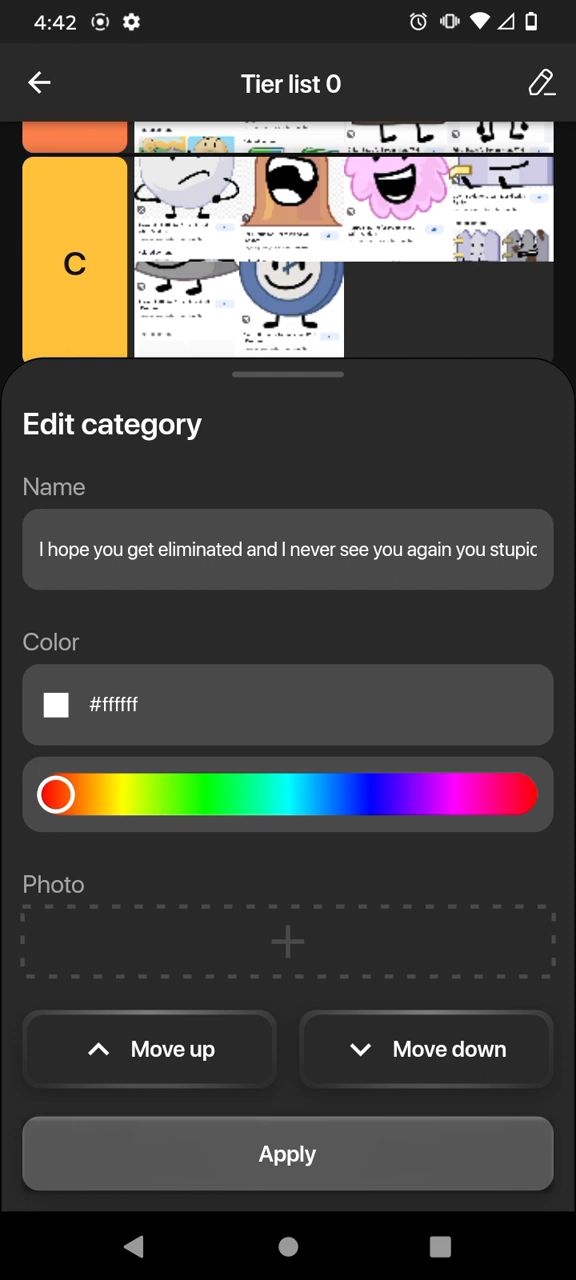 4:42
Tier list 0
C
Edit category
Name
I hope you get eliminated and I never see you again you stupic
Color
#ffffff
Photo
Move up
Move down
Apply